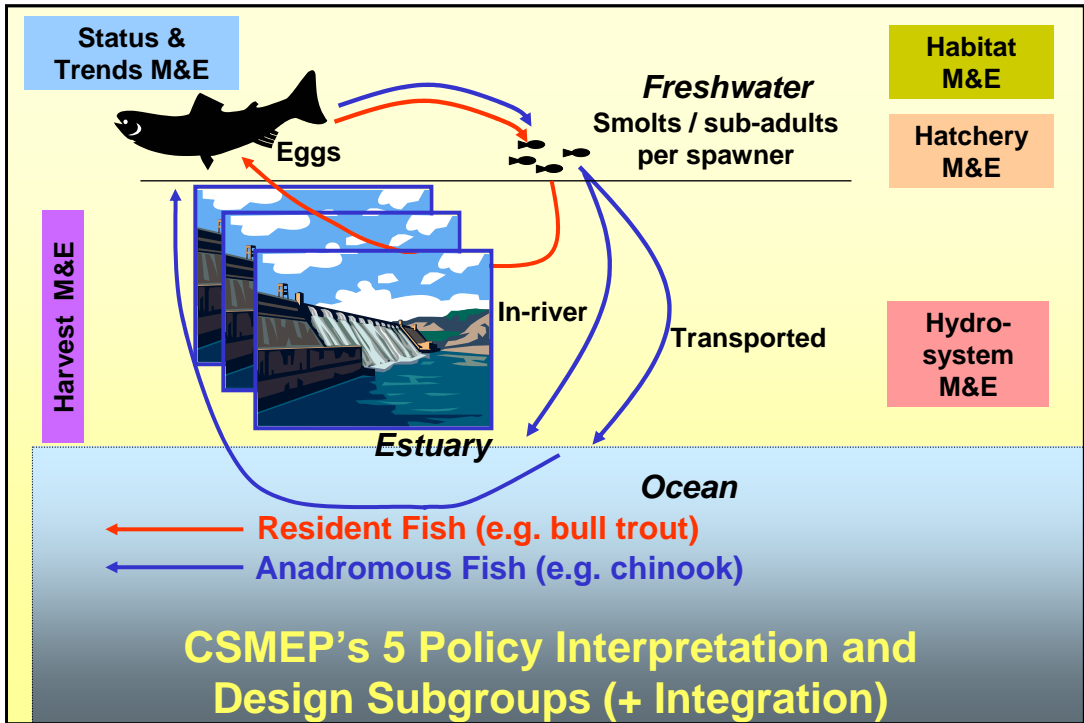 Status &
Trends M&E
Habitat
M&E
Freshwater
Smolts / sub-adults
per spawner
Eggs
Hatchery
M&E
Harvest M&E
In-river
Transported
Hydro-
system
M&E
Estuary
Ocean
Resident Fish (e.g. bull trout)
Anadromous Fish (e.g. chinook)
CSMEP's 5 Policy Interpretation and
Design Subgroups (+ Integration)